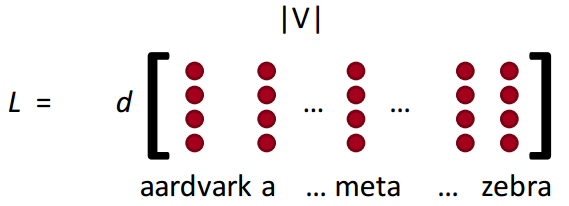 |V|
L = d [ ... ... ]
aardvark a ... meta ... zebra